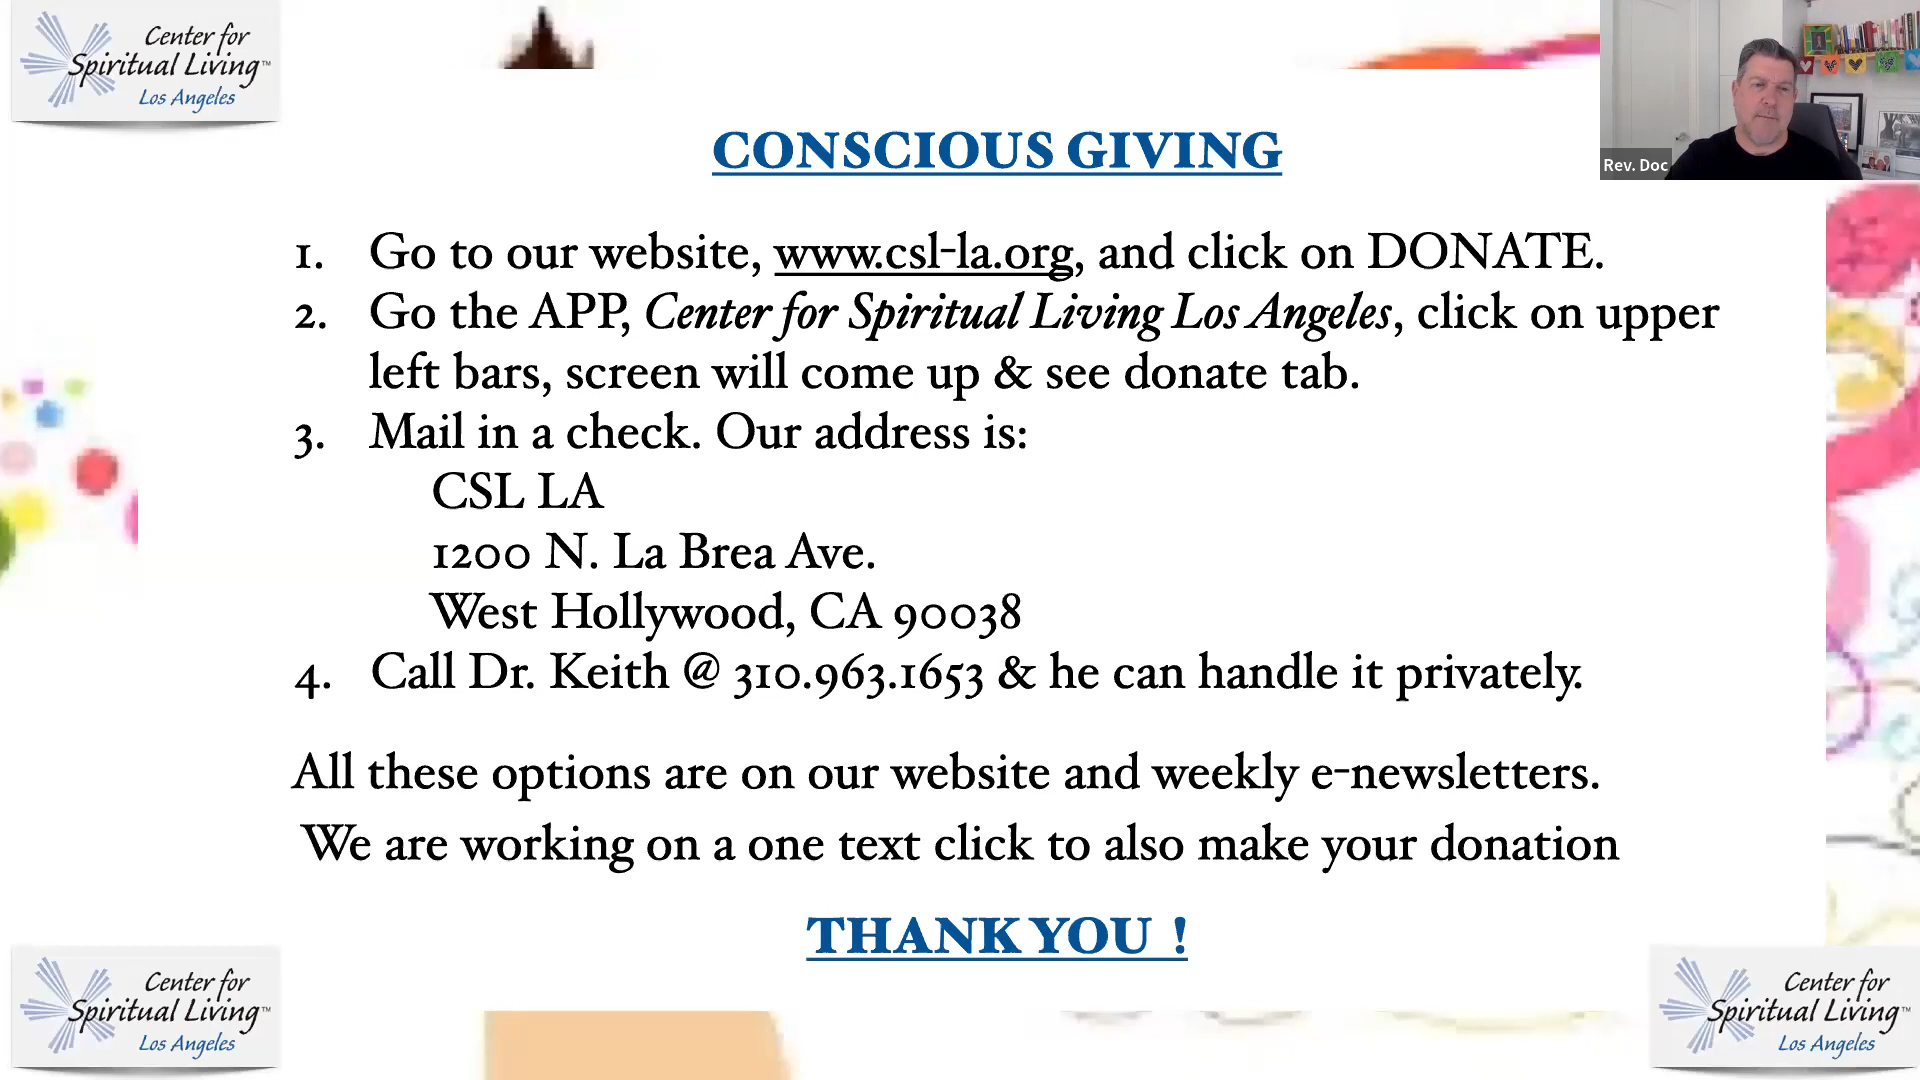 Center for
Spiritual Living™
Los Angeles
Rev. Doc
CONSCIOUS GIVING
1. Go to our website, www.csl-la.org, and click on DONATE.
2. Go the APP, Center for Spiritual Living Los Angeles, click on upper
left bars, screen will come up & see donate tab.
3. Mail in a check. Our address is:
CSL LA
1200 N. La Brea Ave.
West Hollywood, CA 90038
4. Call Dr. Keith @ 310.963.1653 & he can handle it privately.
All these options are on our website and weekly e-newsletters.
We are working on a one text click to also make your donation
THANK YOU !
Center for
Spiritual Living™
Los Angeles
Center for
Spiritual Living™
Los Angeles